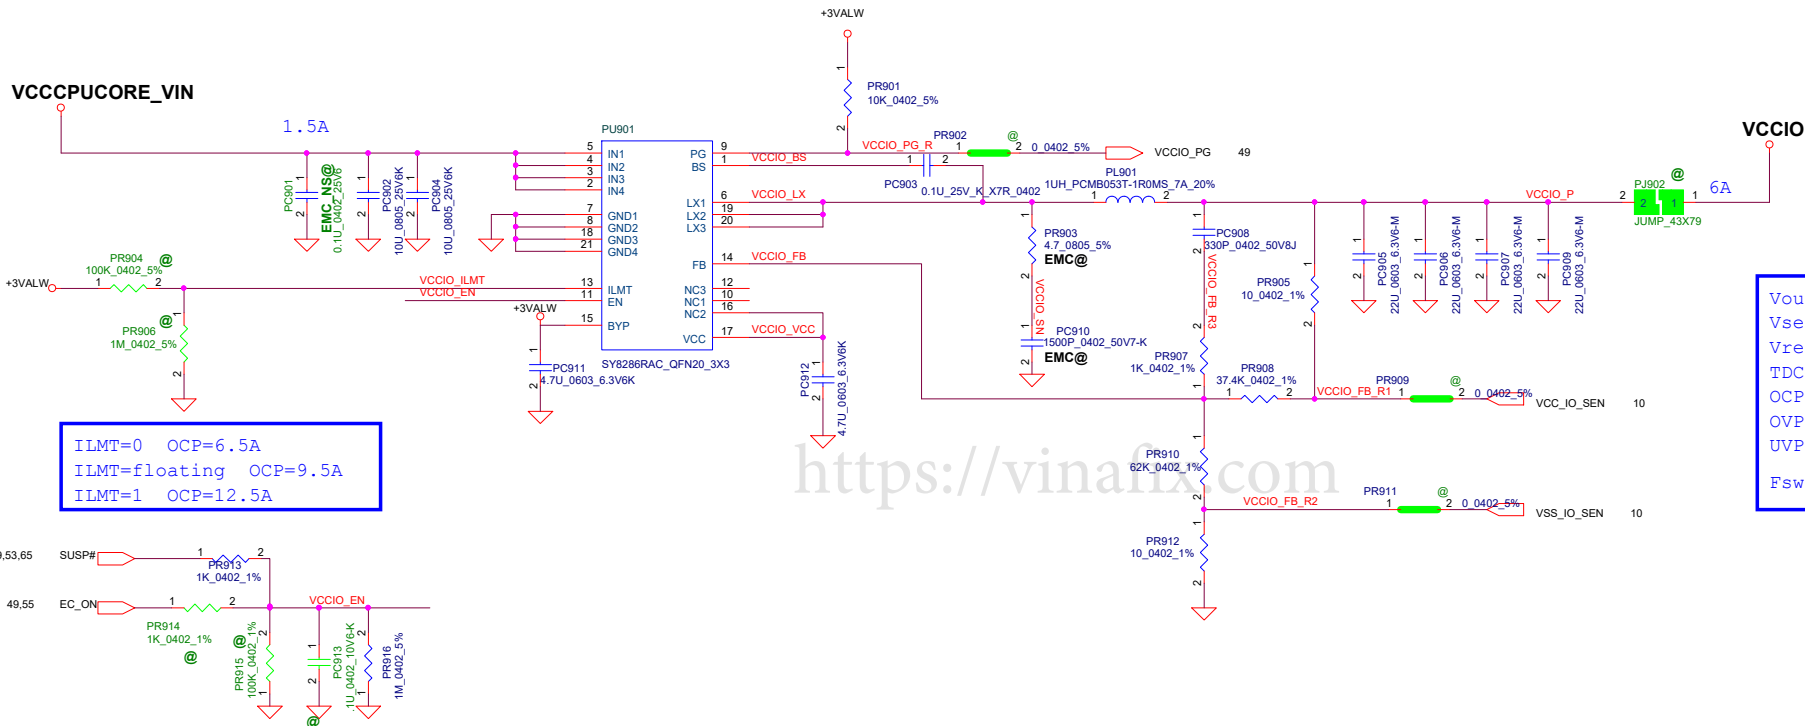 +3VALW
VCCCPUCORE_VIN
1.5A
PR901
10K_0402_5%
PU901
5 IN1
4 IN2
3 IN3
2 IN4
7 GND1
8 GND2
18 GND3
21 GND4
13 ILMT
11 EN
15 BYP
PG 9
BS 1
LX1 6
LX2 19
LX3 20
FB 14
NC3 12
NC1 10
NC2 16
VCC 17
SY8286RAC_QFN20_3X3
PC901
EMC_NS@
0.1U_0402_25V6
PC902
10U_0805_25V6K
PC904
10U_0805_25V6K
VCCIO_PG_R
PR902
@
0_0402_5%
VCCIO_PG 49
VCCIO_BS
PC903
0.1U_25V_K_X7R_0402
PL901
1UH_PCMB053T-1R0MS_7A_20%
VCCIO_LX
VCCIO_P
PJ902
@
JUMP_43X79
6A
VCCIO
PR903
4.7_0805_5%
EMC@
VCCIO_SN
PC910
1500P_0402_50V7-K
EMC@
PC908
330P_0402_50V8J
VCCIO_FB_R3
PR905
10_0402_1%
PC905
22U_0603_6.3V6-M
PC906
22U_0603_6.3V6-M
PC907
22U_0603_6.3V6-M
PC909
22U_0603_6.3V6-M
VCCIO_FB
+3VALW
PR904
100K_0402_5%
@
VCCIO_ILMT
VCCIO_EN
PR906
1M_0402_5%
@
+3VALW
PC911
4.7U_0603_6.3V6K
VCCIO_VCC
PC912
4.7U_0603_6.3V6K
PR907
1K_0402_1%
PR908
37.4K_0402_1%
VCCIO_FB_R1
PR909
@
0_0402_5%
VCC_IO_SEN 10
PR910
62K_0402_1%
VCCIO_FB_R2
PR911
@
0_0402_5%
VSS_IO_SEN 10
PR912
10_0402_1%
ILMT=0 OCP=6.5A
ILMT=floating OCP=9.5A
ILMT=1 OCP=12.5A
https://vinafix.com
Vou
Vse
Vre
TDC
OCP
OVP
UVP
Fsw
,53,65 SUSP#
PR913
1K_0402_1%
49,55 EC_ON
PR914
1K_0402_1%
@
VCCIO_EN
PR915
100K_0402_1%
@
PC913
.1U_0402_10V6-K
@
PR916
1M_0402_5%